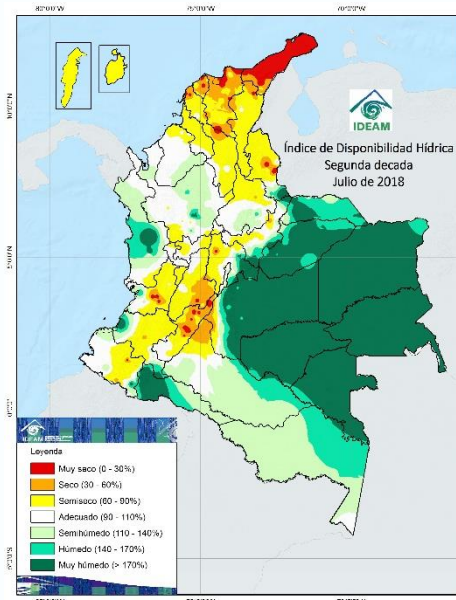 IDEAM
Índice de Disponibilidad Hídrica
Segunda decada
Julio de 2018
IDEAM
Leyenda
Muy seco (0 - 30%)
Seco (30 - 60%)
Semiseco (60 - 90%)
Adecuado (90 - 110%)
Semihúmedo (110 - 140%)
Húmedo (140 - 170%)
Muy húmedo (> 170%)